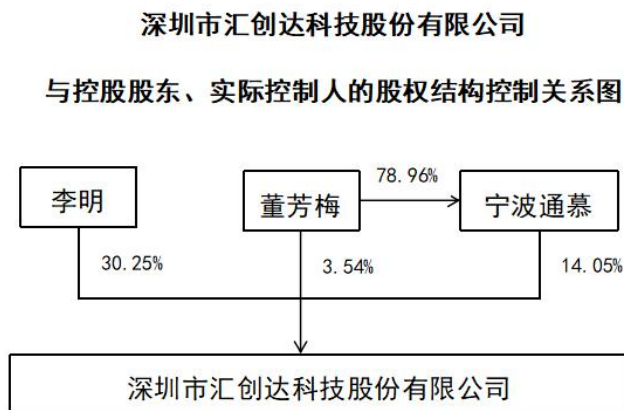 深圳市汇创达科技股份有限公司
与控股股东、实际控制人的股权结构控制关系图
78.96%
李明
董芳梅
宁波通慕
30.25%
3.54%
14.05%
深圳市汇创达科技股份有限公司